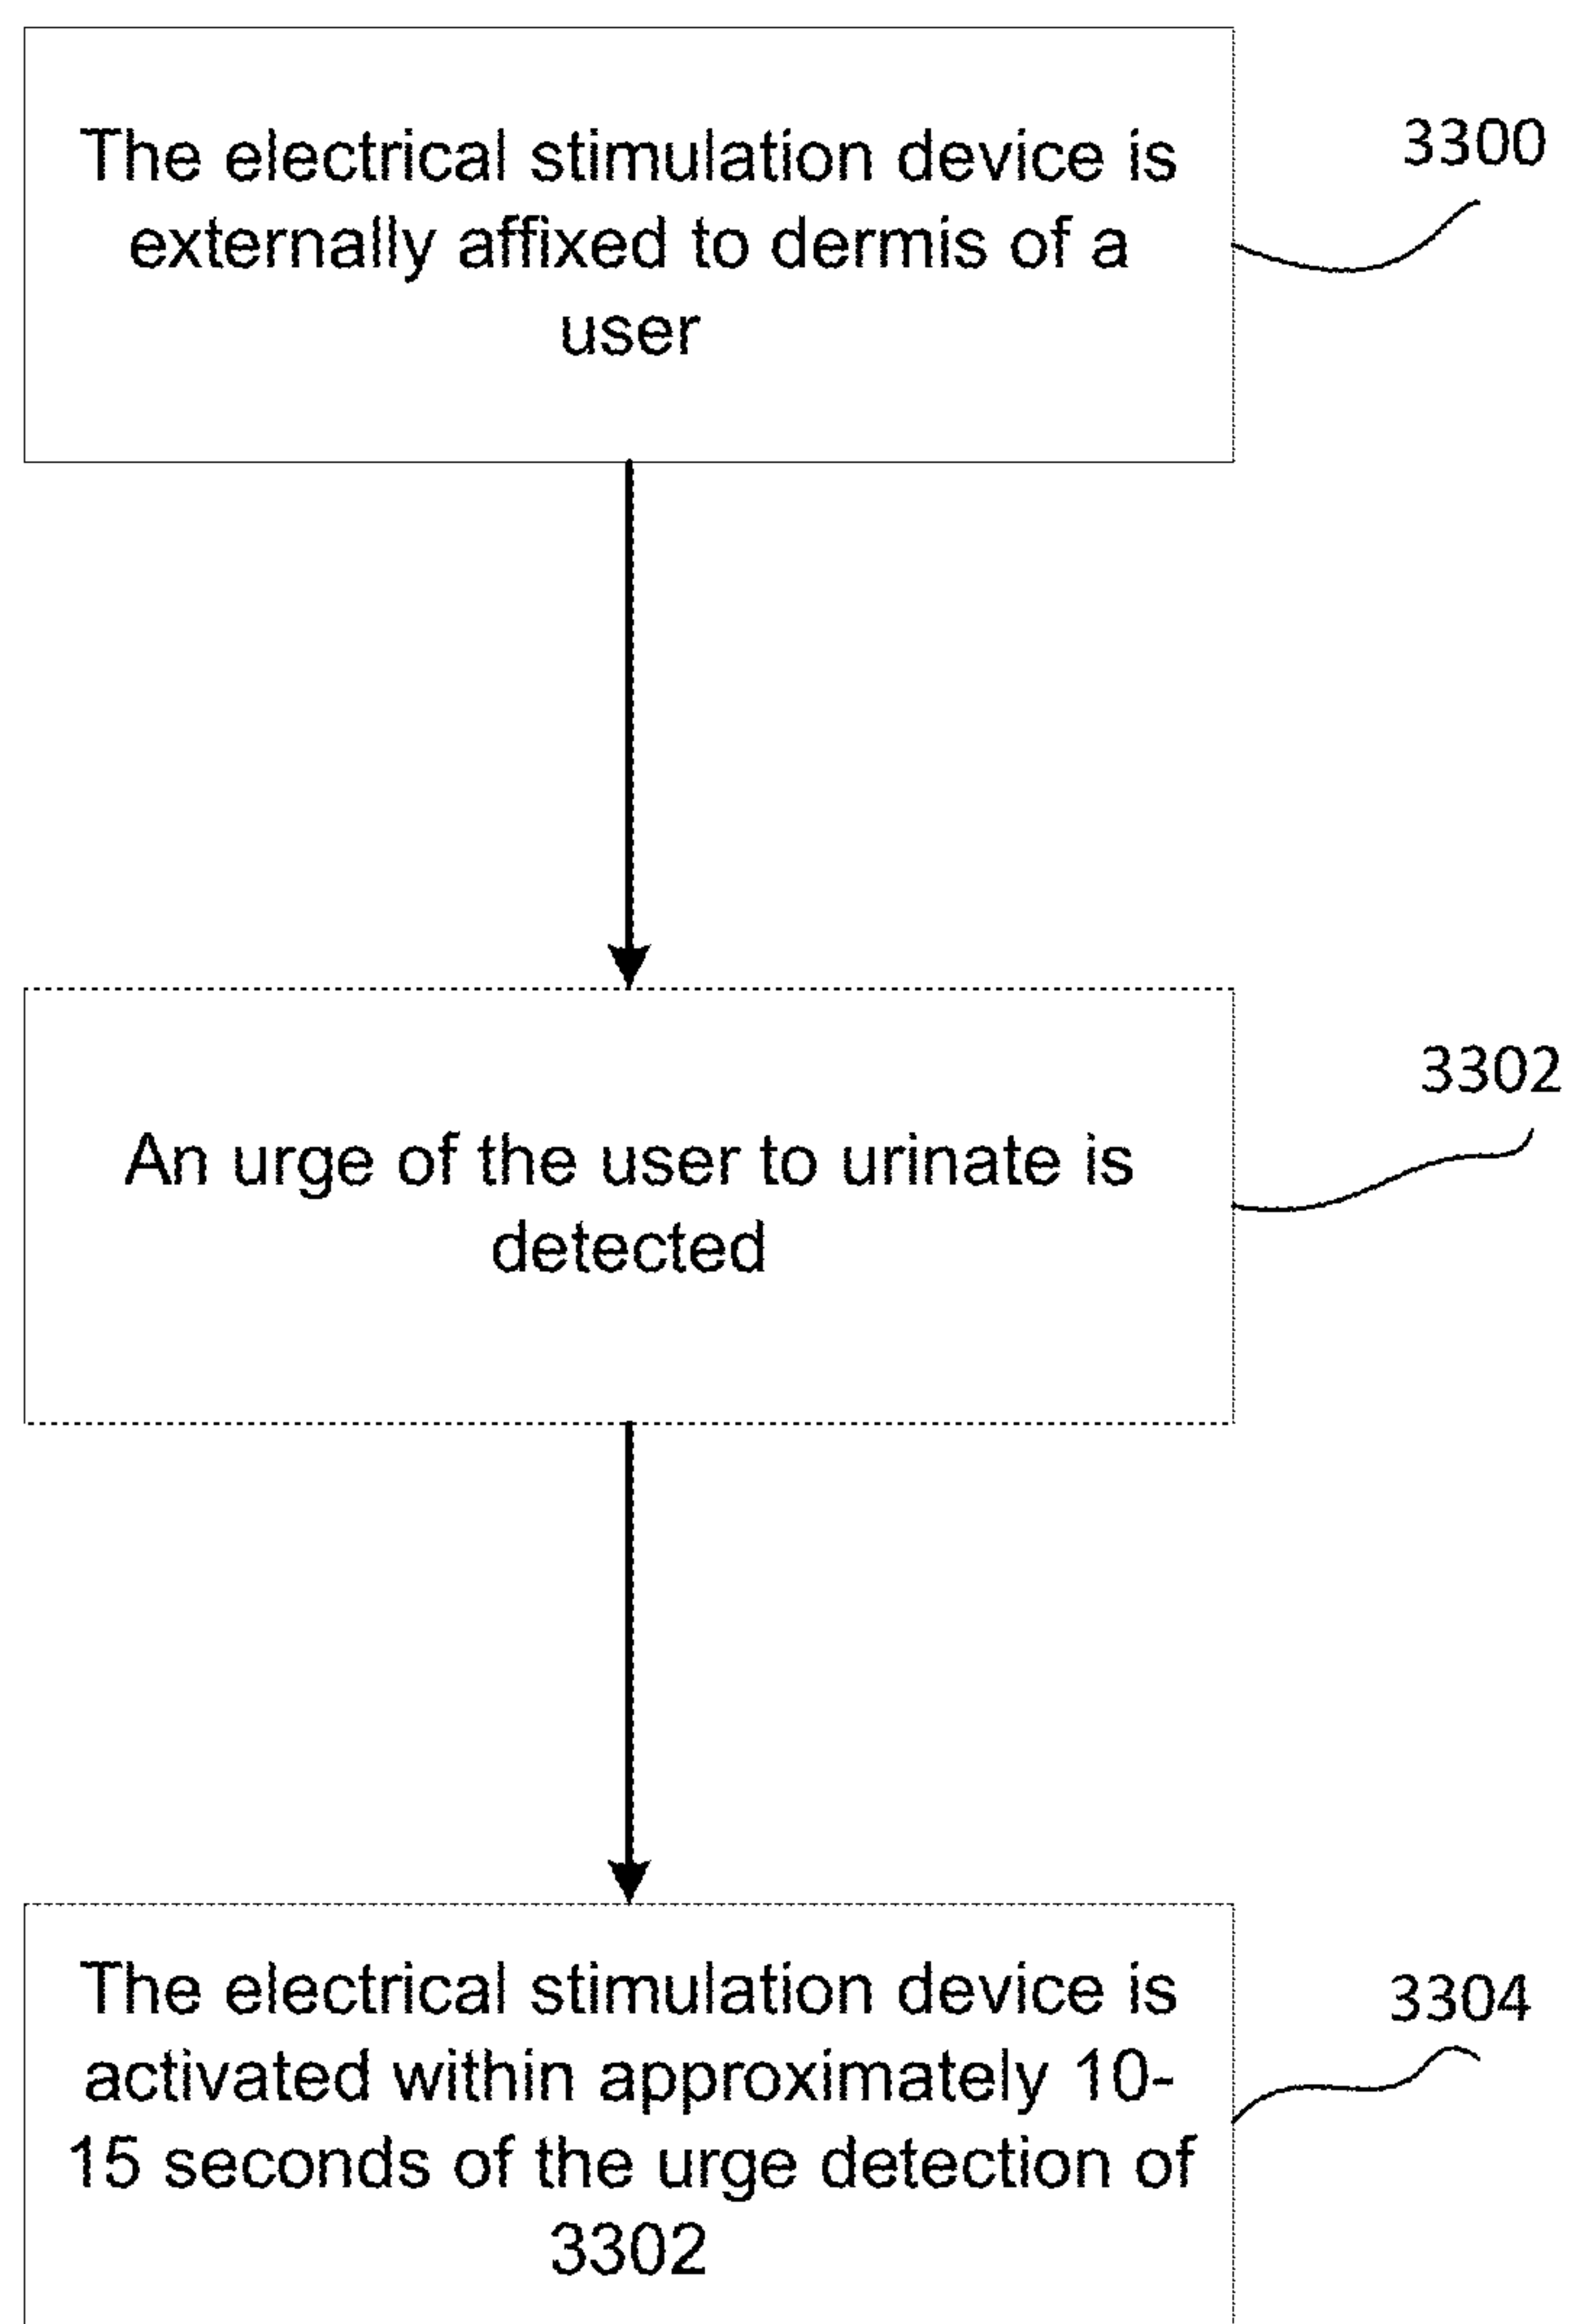 The electrical stimulation device is
externally affixed to dermis of a
user
3300
An urge of the user to urinate is
detected
3302
The electrical stimulation device is
activated within approximately 10-
15 seconds of the urge detection of
3302
3304